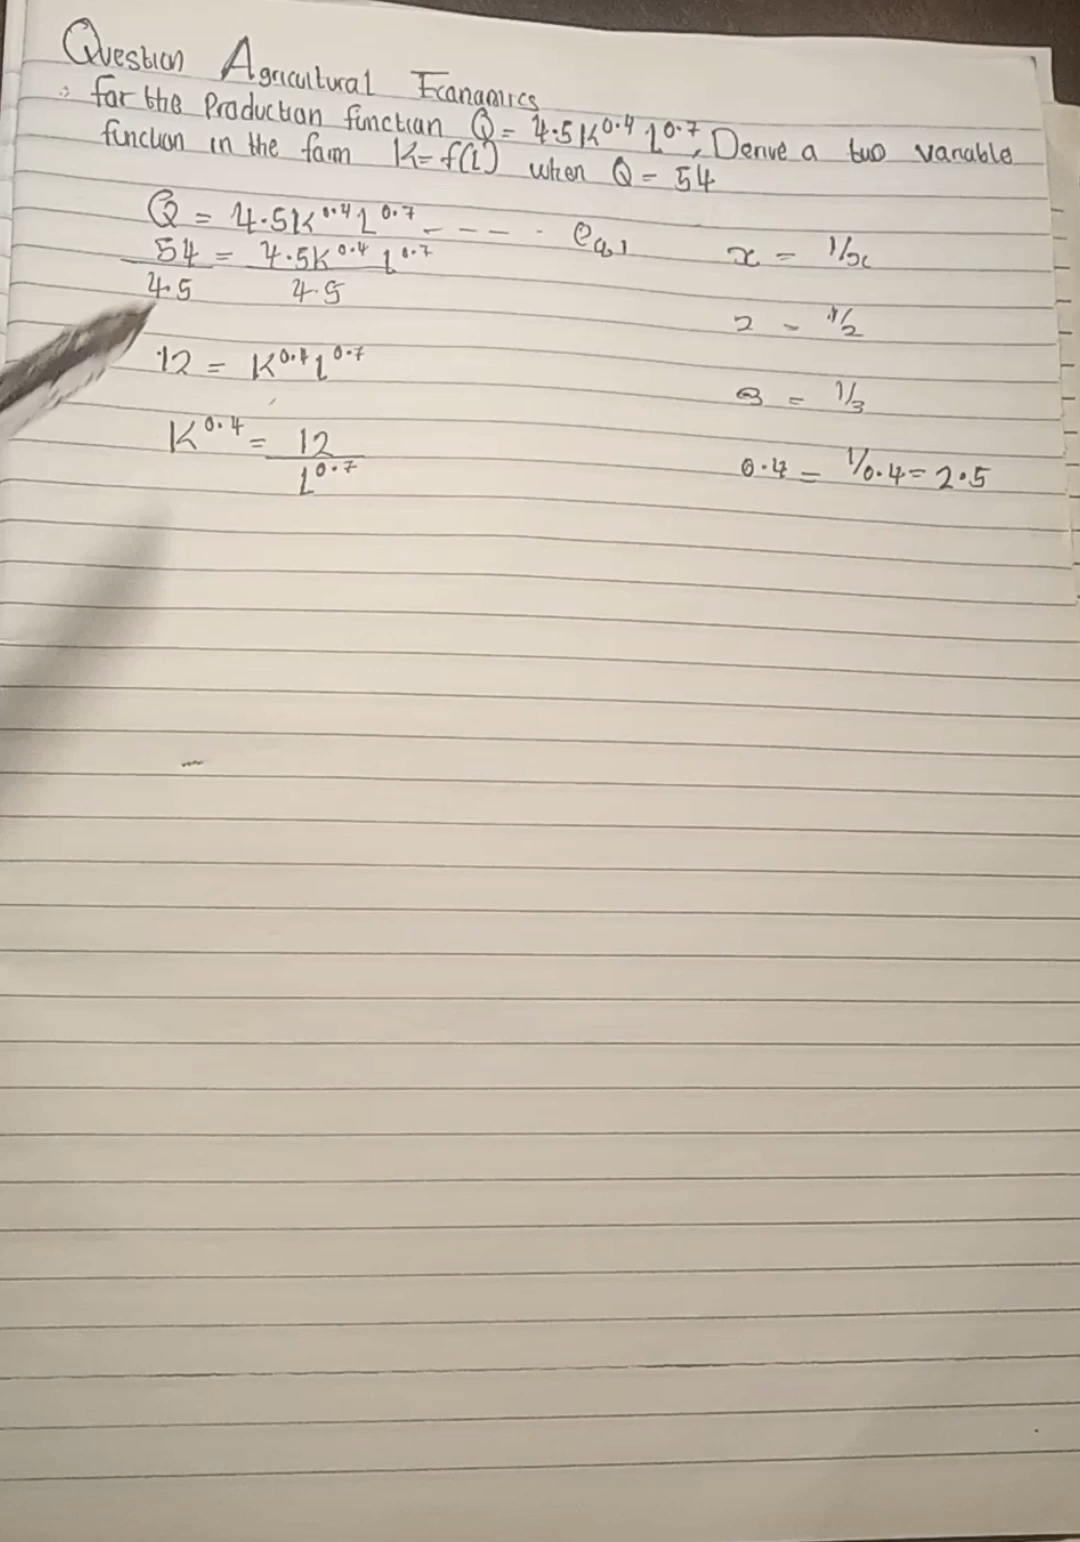 Question Agricultural Economics
: for the Production function Q = 4.5K^0.4 L^0.7, Derive a two variable
function in the form K=f(L) when Q = 54
Q = 4.5K^0.4 L^0.7 ---- eq,1
54 = 4.5K^0.4 L^0.7
4.5 4.5
12 = K^0.4 L^0.7
K^0.4 = 12
L^0.7
x = 1/x
2 - 1/2
3 = 1/3
0.4 = 1/0.4 = 2.5